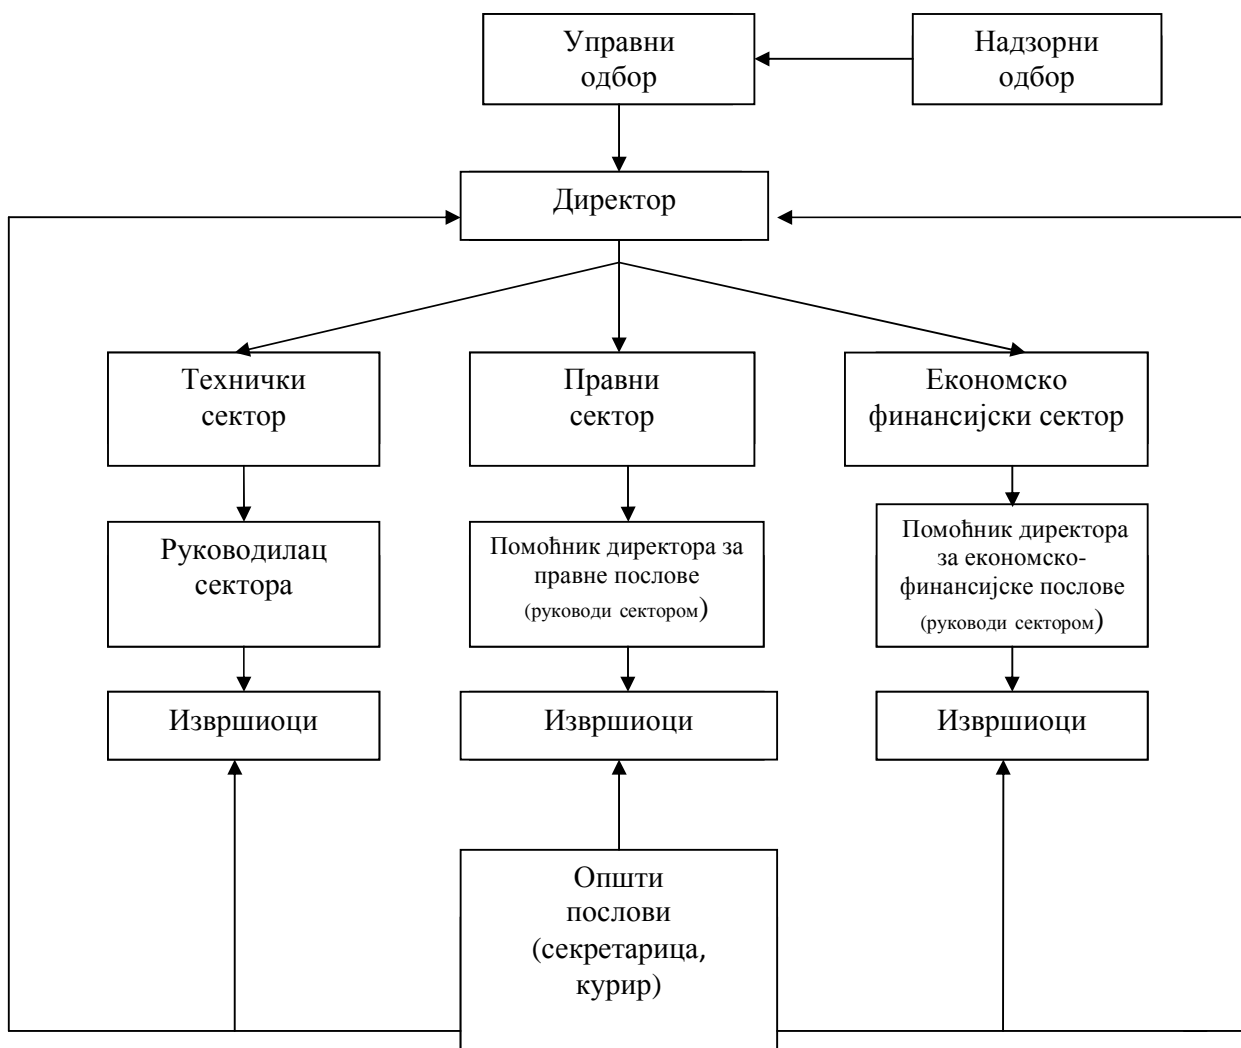 Управни
одбор
Надзорни
одбор
Директор
Технички
сектор
Правни
сектор
Економско
финансијски сектор
Руководилац
сектора
Помоћник директора за
правне послове
(руководи сектором)
Помоћник директора
за економско-
финансијске послове
(руководи сектором)
Извршиоци
Извршиоци
Извршиоци
Општи
послови
(секретарица,
курир)